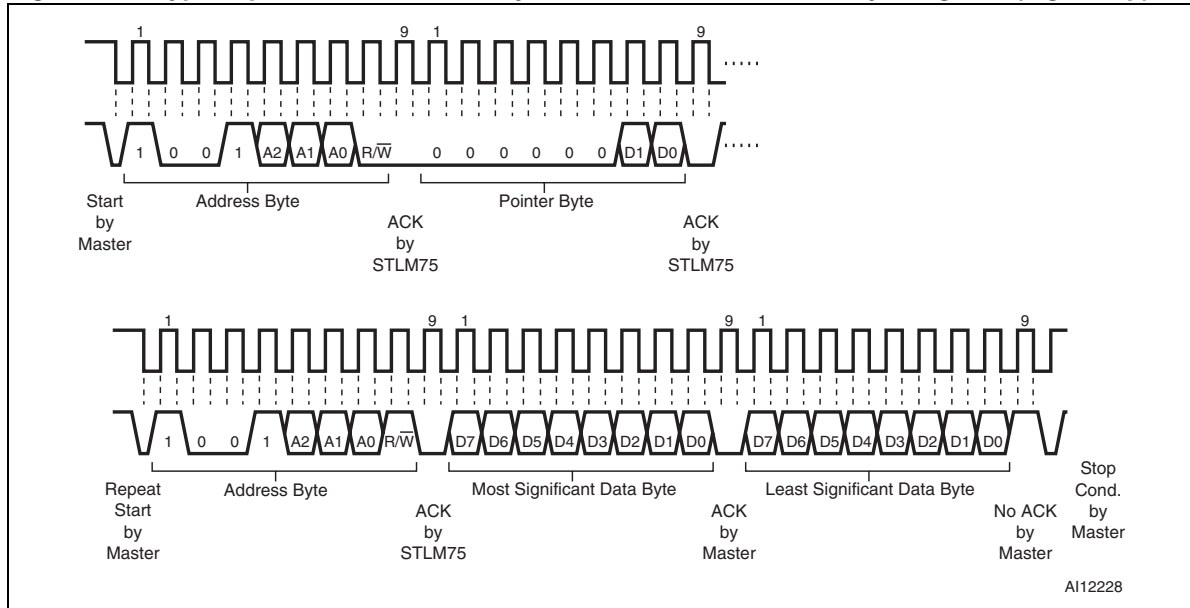 1 9 1 9
1 0 0 1 A2 A1 A0 R/W̅ 0 0 0 0 0 0 D1 D0
Start
by
Master
Address Byte
ACK
by
STLM75
Pointer Byte
ACK
by
STLM75
1 9 1 9 1 9
1 0 0 1 A2 A1 A0 R/W̅ D7 D6 D5 D4 D3 D2 D1 D0 D7 D6 D5 D4 D3 D2 D1 D0
Repeat
Start
by
Master
Address Byte
ACK
by
STLM75
Most Significant Data Byte
ACK
by
Master
Least Significant Data Byte
No ACK
by
Master
Stop
Cond.
by
Master
AI12228